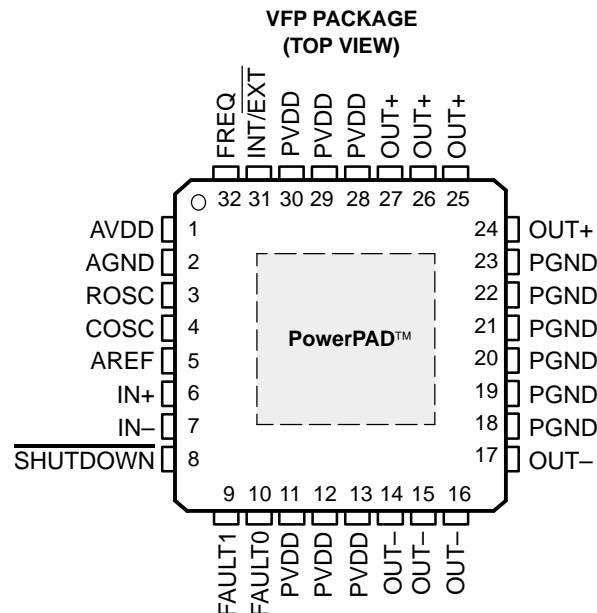 VFP PACKAGE
(TOP VIEW)
FREQ
INT/EXT
PVDD
PVDD
PVDD
OUT+
OUT+
OUT+
32 31 30 29 28 27 26 25
AVDD 1
AGND 2
ROSC 3
COSC 4
AREF 5
IN+ 6
IN– 7
SHUTDOWN 8
PowerPAD™
24 OUT+
23 PGND
22 PGND
21 PGND
20 PGND
19 PGND
18 PGND
17 OUT–
9 10 11 12 13 14 15 16
FAULT1
FAULT0
PVDD
PVDD
PVDD
OUT–
OUT–
OUT–